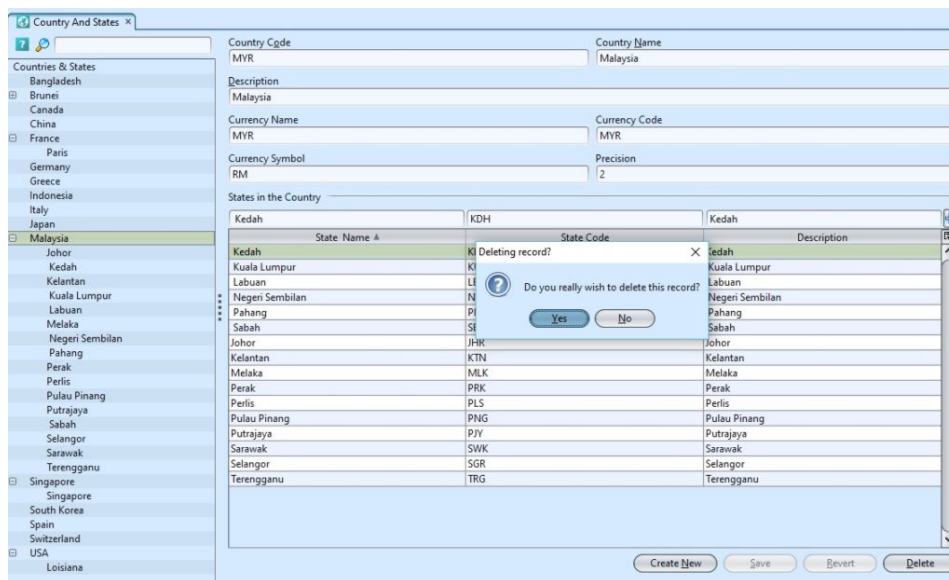 Country And States ×
?
Countries & States
Bangladesh
Brunei
Canada
China
France
Paris
Germany
Greece
Indonesia
Italy
Japan
Malaysia
Johor
Kedah
Kelantan
Kuala Lumpur
Labuan
Melaka
Negeri Sembilan
Pahang
Perak
Perlis
Pulau Pinang
Putrajaya
Sabah
Selangor
Sarawak
Terengganu
Singapore
Singapore
South Korea
Spain
Switzerland
USA
Loisiana
Country Code Country Name
MYR Malaysia
Description
Malaysia
Currency Name Currency Code
MYR MYR
Currency Symbol Precision
RM 2
States in the Country
Kedah KDH Kedah
State Name State Code Description
Kedah Kedah
Kuala Lumpur Kuala Lumpur
Labuan Labuan
Negeri Sembilan Negeri Sembilan
Pahang Pahang
Sabah Sabah
Johor JHR Johor
Kelantan KTN Kelantan
Melaka MLK Melaka
Perak PRK Perak
Perlis PLS Perlis
Pulau Pinang PNG Pulau Pinang
Putrajaya PJY Putrajaya
Sarawak SWK Sarawak
Selangor SGR Selangor
Terengganu TRG Terengganu
Deleting record? ×
Do you really wish to delete this record?
Yes No
Create New Save Revert Delete